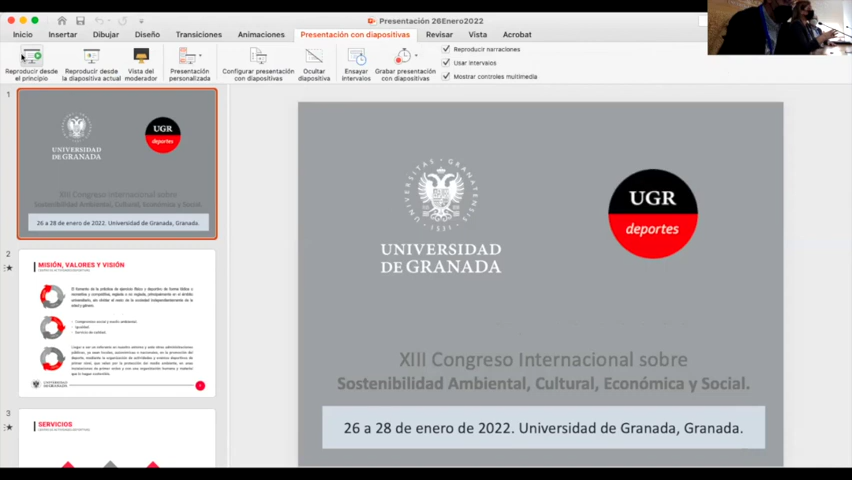 Presentación 26Enero2022
Inicio
Insertar
Dibujar
Diseño
Transiciones
Animaciones
Presentación con diapositivas
Revisar
Vista
Acrobat
Reproducir desde
el principio
Reproducir desde
la diapositiva actual
Vista del
moderador
Presentación
personalizada
Configurar presentación
con diapositivas
Ocultar
diapositiva
Ensayar
intervalos
Grabar presentación
con diapositivas
Reproducir narraciones
Usar intervalos
Mostrar controles multimedia
1
UNIVERSIDAD
DE GRANADA
UGR
deportes
XIII Congreso Internacional sobre
Sostenibilidad Ambiental, Cultural, Económica y Social.
26 a 28 de enero de 2022. Universidad de Granada, Granada.
2
MISIÓN, VALORES Y VISIÓN
3
SERVICIOS
UNIVERSITAS GRANATENSIS
1531
UNIVERSIDAD
DE GRANADA
UGR
deportes
XIII Congreso Internacional sobre
Sostenibilidad Ambiental, Cultural, Económica y Social.
26 a 28 de enero de 2022. Universidad de Granada, Granada.